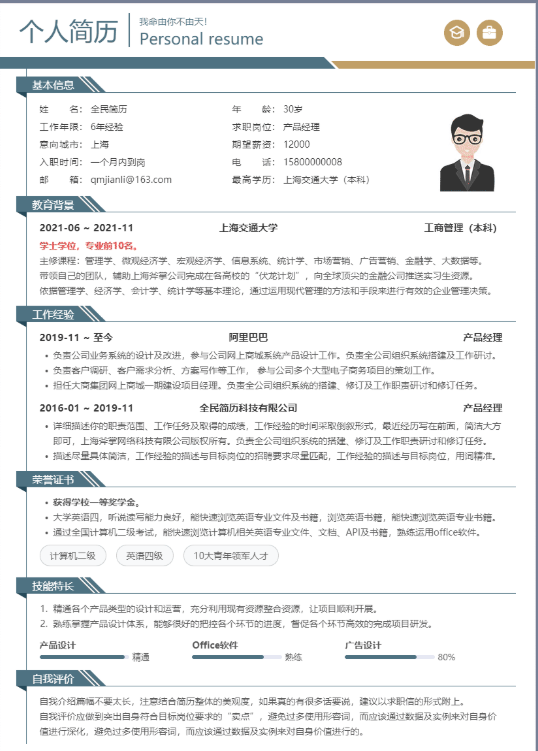 个人简历
我命由你不由天！
Personal resume
基本信息
姓 名： 全民简历 年 龄： 30岁
工作年限： 6年经验 求职岗位： 产品经理
意向城市： 上海 期望薪资： 12000
入职时间： 一个月内到岗 电 话： 15800000008
邮 箱： qmjianli@163.com 最高学历： 上海交通大学（本科）
教育背景
2021-06 ~ 2021-11 上海交通大学 工商管理（本科）
学士学位，专业前10名。
主修课程：管理学、微观经济学、宏观经济学、信息系统、统计学、市场营销、广告营销、金融学、大数据等。
带领自己的团队，辅助上海斧掌公司完成在各高校的“伏龙计划”，向全球顶尖的金融公司推送实习生资源。
依据管理学、经济学、会计学、统计学等基本理论，通过运用现代管理的方法和手段来进行有效的企业管理决策。
工作经验
2019-11 ~ 至今 阿里巴巴 产品经理
• 负责公司业务系统的设计及改进，参与公司网上商城系统产品设计工作。负责全公司组织系统搭建及工作研讨。
• 负责客户调研、客户需求分析、方案写作等工作， 参与公司多个大型电子商务项目的策划工作。
• 担任大商集团网上商城一期建设项目经理。负责全公司组织系统的搭建、修订及工作职责研讨和修订任务。
2016-01 ~ 2019-11 全民简历科技有限公司 产品经理
• 详细描述你的职责范围、工作任务及取得的成绩，工作经验的时间采取倒叙形式，最近经历写在前面，简洁大方
即可，上海斧掌网络科技有限公司版权所有。负责全公司组织系统的搭建、修订及工作职责研讨和修订任务。
• 描述尽量具体简洁，工作经验的描述与目标岗位的招聘要求尽量匹配，工作经验的描述与目标岗位，用词精准。
荣誉证书
• 获得学校一等奖学金。
• 大学英语四，听说读写能力良好，能快速浏览英语专业文件及书籍，浏览英语书籍，能快速浏览英语专业书籍。
• 通过全国计算机二级考试，能快速浏览计算机相关英语专业文件、文档、API及书籍，熟练运用office软件。
计算机二级 英语四级 10大青年领军人才
技能特长
1. 精通各个产品类型的设计和运营，充分利用现有资源整合资源，让项目顺利开展。
2. 熟练掌握产品设计体系，能够很好的把控各个环节的进度，督促各个环节高效的完成项目研发。
产品设计 Office软件 广告设计
精通 熟练 80%
自我评价
自我介绍篇幅不要太长，注意结合简历整体的美观度，如果真的有很多话要说，建议以求职信的形式附上。
自我评价应做到突出自身符合目标岗位要求的“卖点”，避免过多使用形容词，而应该通过数据及实例来对自身价
值进行深化，避免过多使用形容词，而应该通过数据及实例来对自身价值进行的。